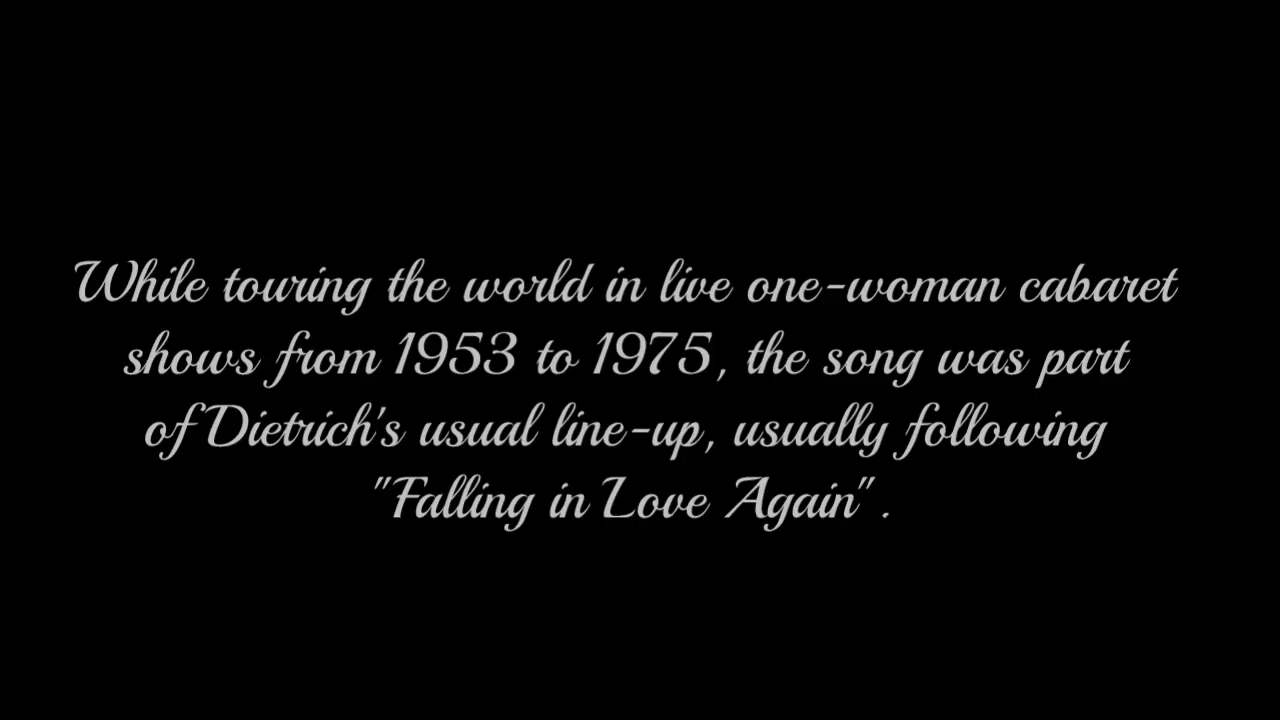 While touring the world in live one-woman cabaret
shows from 1953 to 1975, the song was part
of Dietrich's usual line-up, usually following
"Falling in Love Again" .